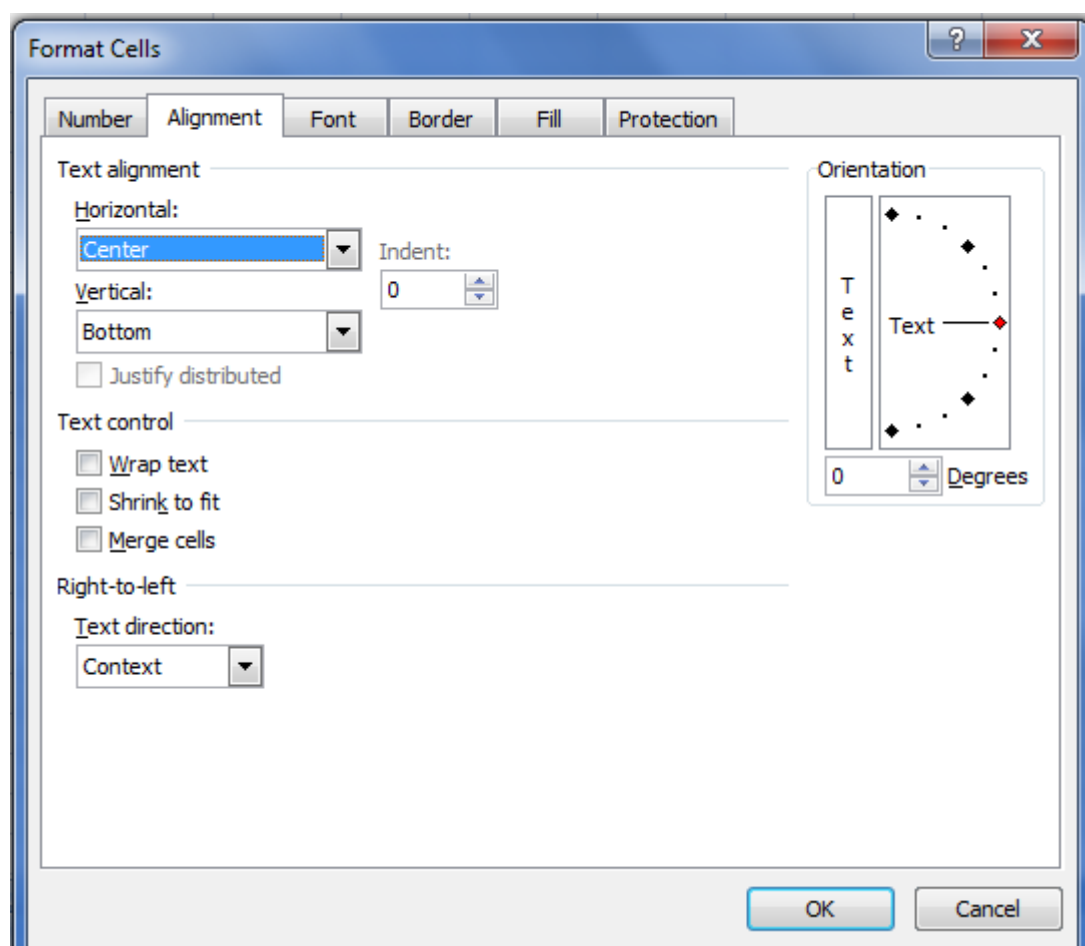 Format Cells
Number Alignment Font Border Fill Protection
Text alignment
Horizontal:
Center
Indent:
0
Vertical:
Bottom
Justify distributed
Text control
Wrap text
Shrink to fit
Merge cells
Right-to-left
Text direction:
Context
Orientation
T
e
x
t
Text
0 Degrees
OK Cancel